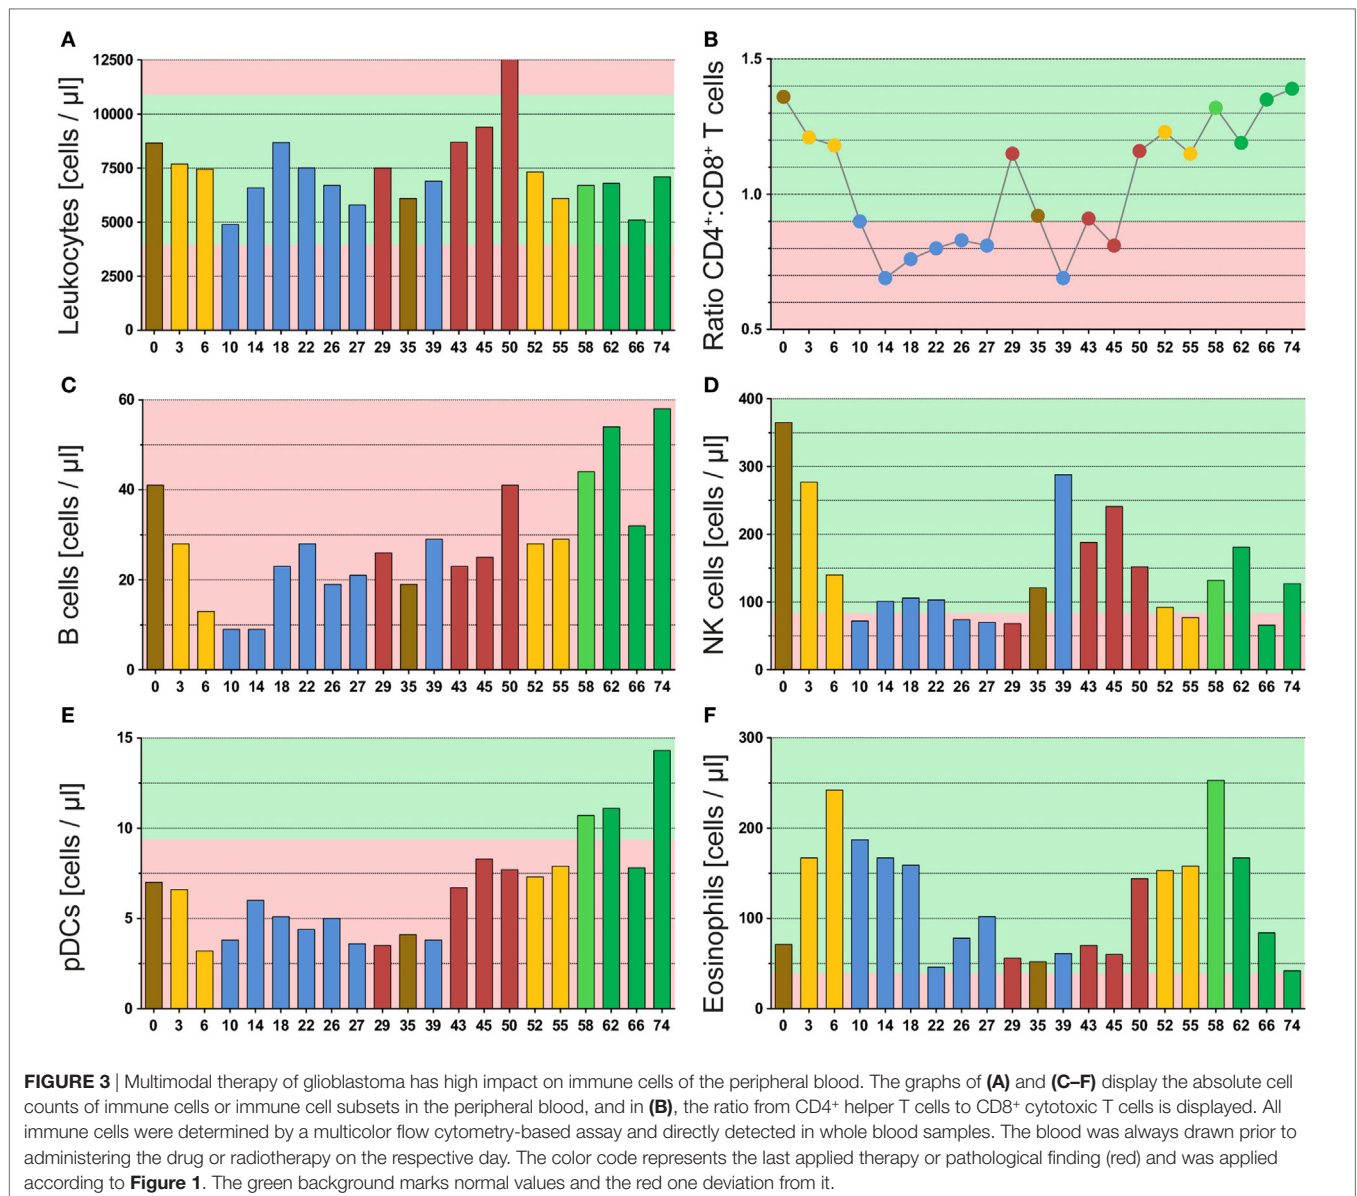 A
Leukocytes [cells / µl]
12500
10000
7500
5000
2500
0
0 3 6 10 14 18 22 26 27 29 35 39 43 45 50 52 55 58 62 66 74
B
Ratio CD4⁺:CD8⁺ T cells
1.5
1.0
0.5
0 3 6 10 14 18 22 26 27 29 35 39 43 45 50 52 55 58 62 66 74
C
B cells [cells / µl]
60
40
20
0
0 3 6 10 14 18 22 26 27 29 35 39 43 45 50 52 55 58 62 66 74
D
NK cells [cells / µl]
400
300
200
100
0
0 3 6 10 14 18 22 26 27 29 35 39 43 45 50 52 55 58 62 66 74
E
pDCs [cells / µl]
15
10
5
0
0 3 6 10 14 18 22 26 27 29 35 39 43 45 50 52 55 58 62 66 74
F
Eosinophils [cells / µl]
300
200
100
0
0 3 6 10 14 18 22 26 27 29 35 39 43 45 50 52 55 58 62 66 74
FIGURE 3 | Multimodal therapy of glioblastoma has high impact on immune cells of the peripheral blood. The graphs of (A) and (C–F) display the absolute cell
counts of immune cells or immune cell subsets in the peripheral blood, and in (B), the ratio from CD4⁺ helper T cells to CD8⁺ cytotoxic T cells is displayed. All
immune cells were determined by a multicolor flow cytometry-based assay and directly detected in whole blood samples. The blood was always drawn prior to
administering the drug or radiotherapy on the respective day. The color code represents the last applied therapy or pathological finding (red) and was applied
according to Figure 1. The green background marks normal values and the red one deviation from it.